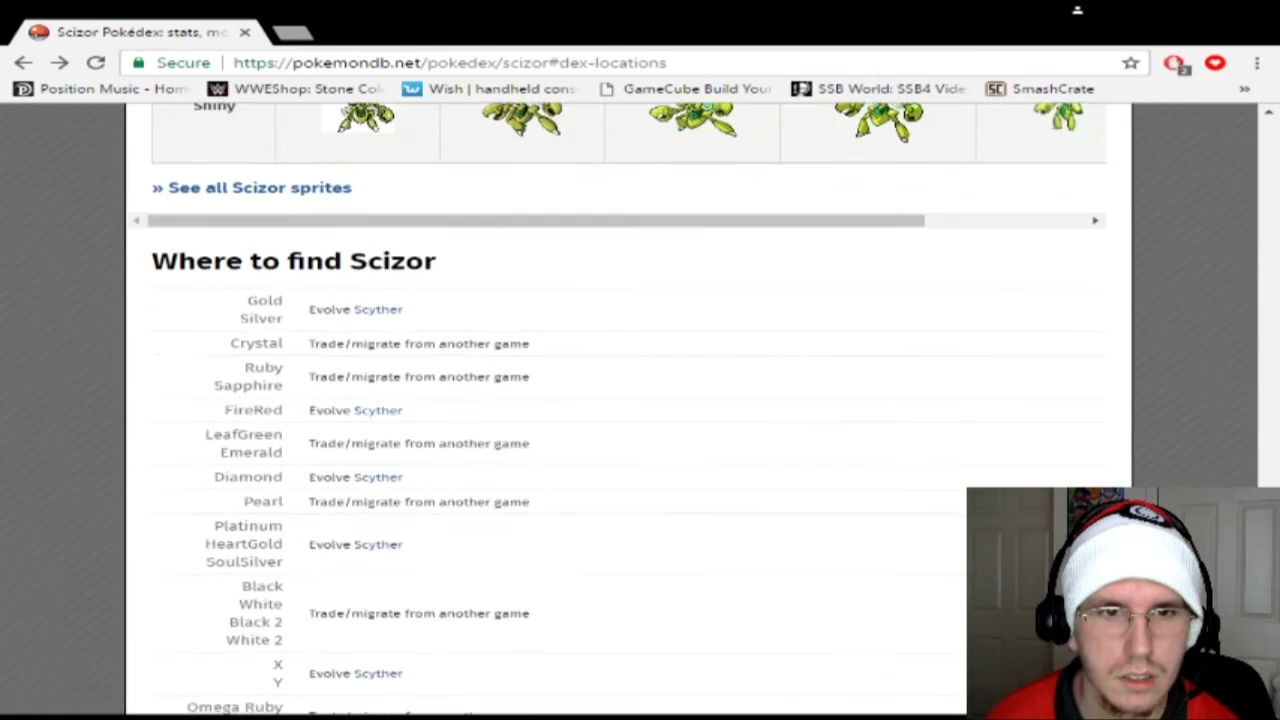 Scizor Pokédex: stats, mo
Secure | https://pokemondb.net/pokedex/scizor#dex-locations
2
Position Music - Hom
WWEShop: Stone Col
Wish | handheld cons
GameCube Build Your
SSB World: SSB4 Vide
SC SmashCrate
»
Shiny
» See all Scizor sprites
Where to find Scizor
Gold
Silver
Evolve Scyther
Crystal
Trade/migrate from another game
Ruby
Sapphire
Trade/migrate from another game
FireRed
Evolve Scyther
LeafGreen
Emerald
Trade/migrate from another game
Diamond
Evolve Scyther
Pearl
Trade/migrate from another game
Platinum
HeartGold
SoulSilver
Evolve Scyther
Black
White
Black 2
White 2
Trade/migrate from another game
X
Y
Evolve Scyther
Omega Ruby